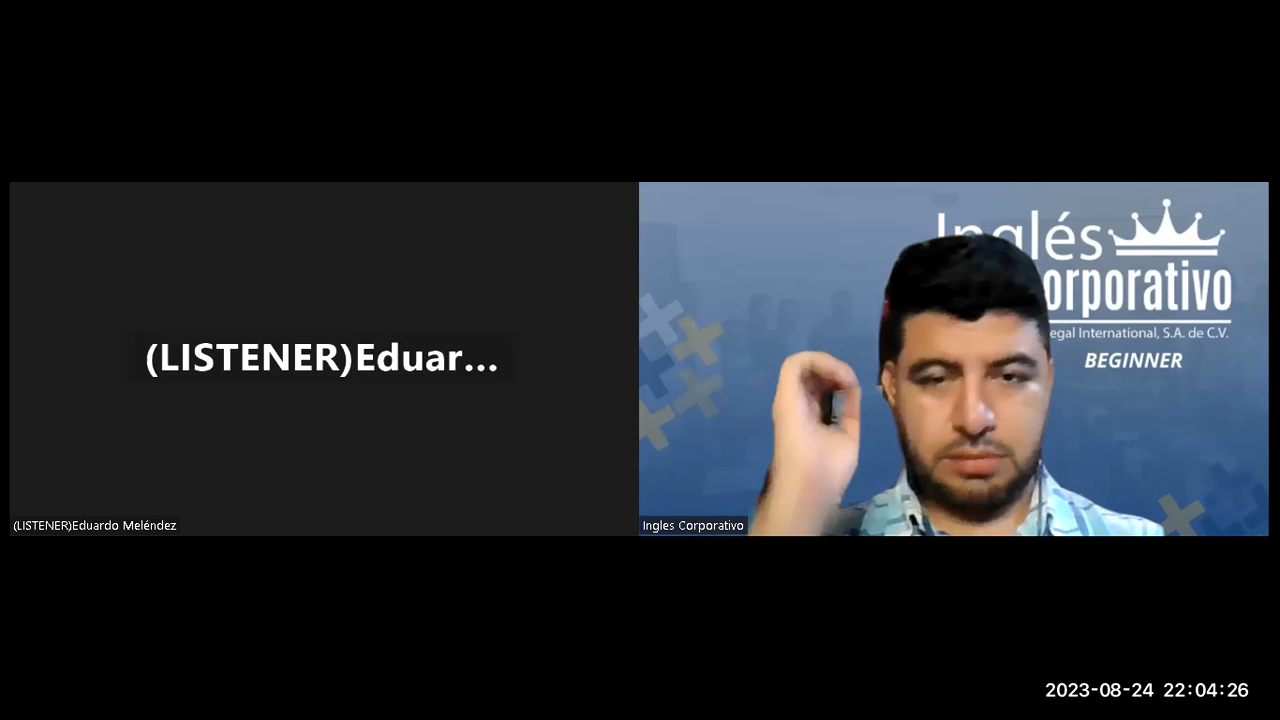 (LISTENER)Eduar...
(LISTENER)Eduardo Meléndez
Inglés
orporativo
egal International, S.A. de C.V.
BEGINNER
Ingles Corporativo
2023-08-24 22:04:26